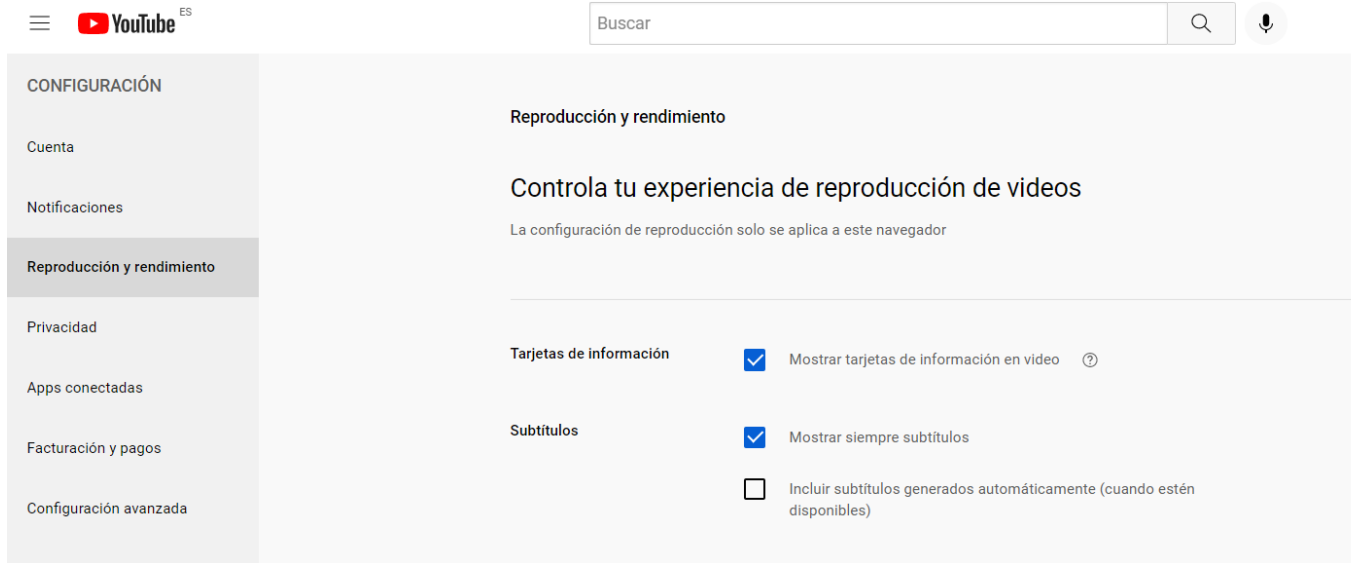 YouTube ES
Buscar
CONFIGURACIÓN
Cuenta
Notificaciones
Reproducción y rendimiento
Privacidad
Apps conectadas
Facturación y pagos
Configuración avanzada
Reproducción y rendimiento
Controla tu experiencia de reproducción de videos
La configuración de reproducción solo se aplica a este navegador
Tarjetas de información
Mostrar tarjetas de información en video
Subtítulos
Mostrar siempre subtítulos
Incluir subtítulos generados automáticamente (cuando estén
disponibles)